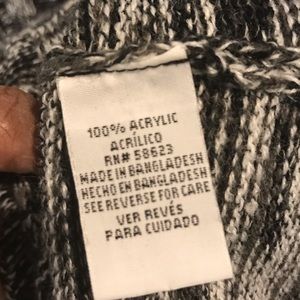 100% ACRYLIC
ACRÍLICO
RN# 58623
MADE IN BANGLADESH
HECHO EN BANGLADESH
SEE REVERSE FOR CARE
VER REVÉS
PARA CUIDADO